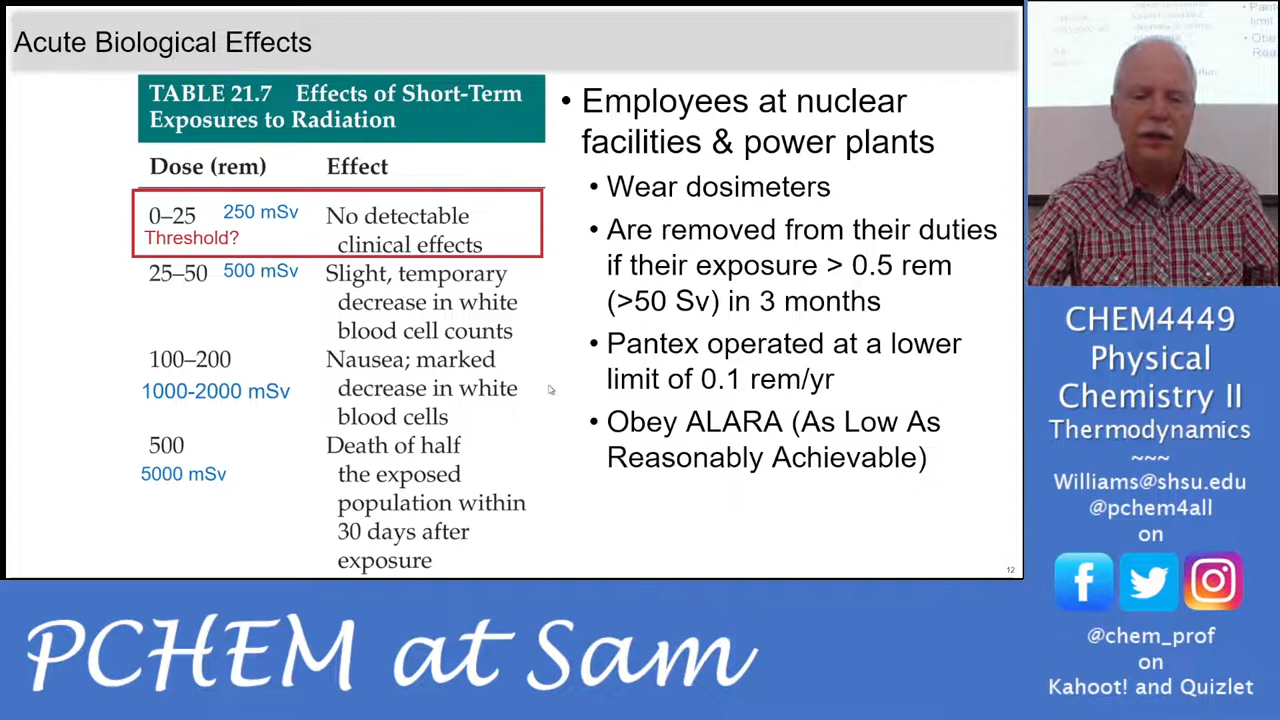 Acute Biological Effects
TABLE 21.7 Effects of Short-Term
Exposures to Radiation
Dose (rem) Effect
0–25 250 mSv No detectable
Threshold? clinical effects
25–50 500 mSv Slight, temporary
decrease in white
blood cell counts
100–200 Nausea; marked
1000-2000 mSv decrease in white
blood cells
500 Death of half
5000 mSv the exposed
population within
30 days after
exposure
• Employees at nuclear
facilities & power plants
• Wear dosimeters
• Are removed from their duties
if their exposure > 0.5 rem
(>50 Sv) in 3 months
• Pantex operated at a lower
limit of 0.1 rem/yr
• Obey ALARA (As Low As
Reasonably Achievable)
12
CHEM4449
Physical
Chemistry II
Thermodynamics
~~~
Williams@shsu.edu
@pchem4all
on
@chem_prof
on
Kahoot! and Quizlet
PCHEM at Sam